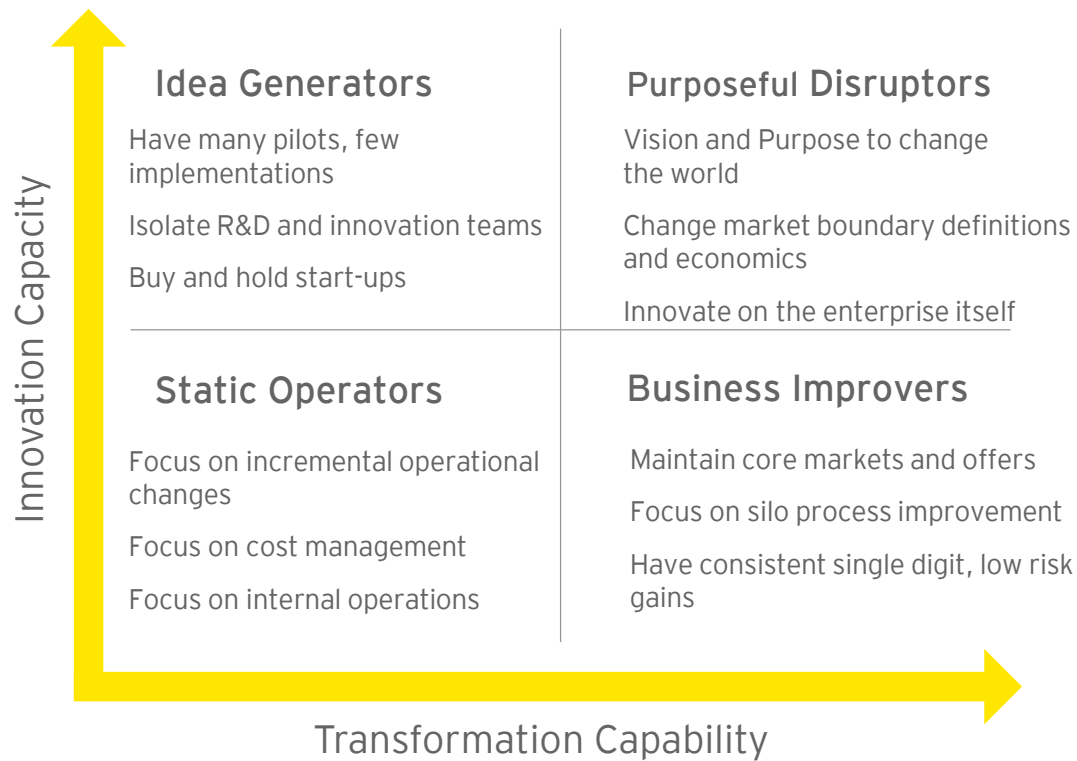 Innovation Capacity
Idea Generators
Have many pilots, few
implementations
Isolate R&D and innovation teams
Buy and hold start-ups
Purposeful Disruptors
Vision and Purpose to change
the world
Change market boundary definitions
and economics
Innovate on the enterprise itself
Static Operators
Focus on incremental operational
changes
Focus on cost management
Focus on internal operations
Business Improvers
Maintain core markets and offers
Focus on silo process improvement
Have consistent single digit, low risk
gains
Transformation Capability